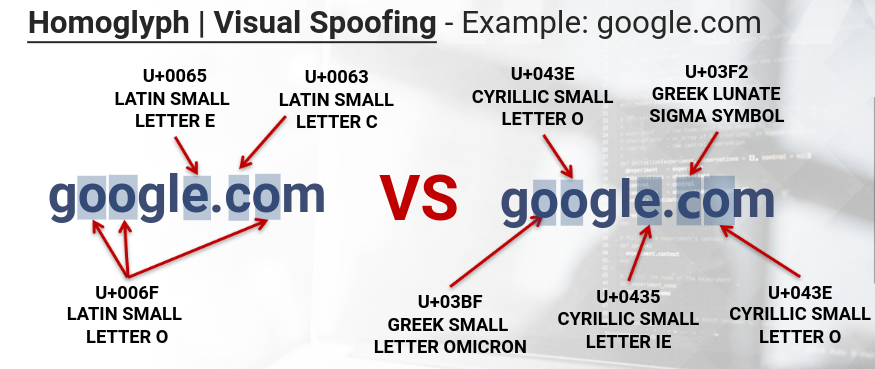 Homoglyph | Visual Spoofing - Example: google.com
U+0065
LATIN SMALL
LETTER E
U+0063
LATIN SMALL
LETTER C
U+043E
CYRILLIC SMALL
LETTER O
U+03F2
GREEK LUNATE
SIGMA SYMBOL
google.com
VS
gοоglе.ϲоm
U+006F
LATIN SMALL
LETTER O
U+03BF
GREEK SMALL
LETTER OMICRON
U+0435
CYRILLIC SMALL
LETTER IE
U+043E
CYRILLIC SMALL
LETTER O